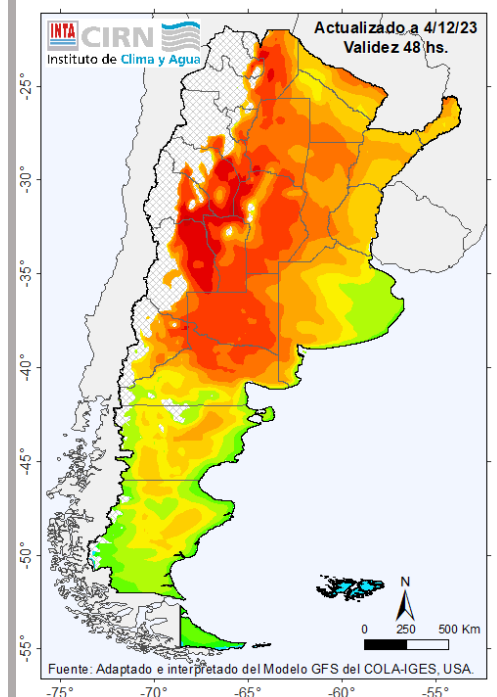 INTA CIRN
Instituto de Clima y Agua
Actualizado a 4/12/23
Validez 48 hs.
-25°
-30°
-35°
-40°
-45°
-50°
-55°
N
0 250 500 Km
Fuente: Adaptado e interpretado del Modelo GFS del COLA-IGES, USA.
-75° -70° -65° -60° -55°